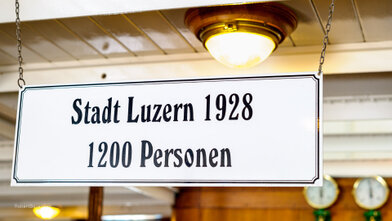 Stadt Luzern 1928
1200 Personen